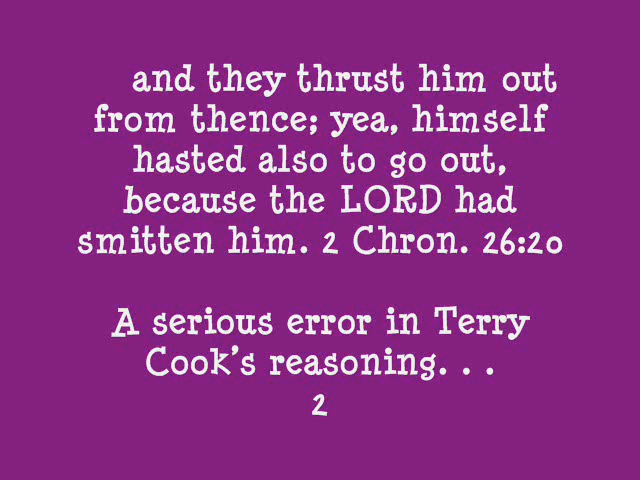 and they thrust him out
from thence; yea, himself
hasted also to go out,
because the LORD had
smitten him. 2 Chron. 26:20
A serious error in Terry
Cook's reasoning. . .
2